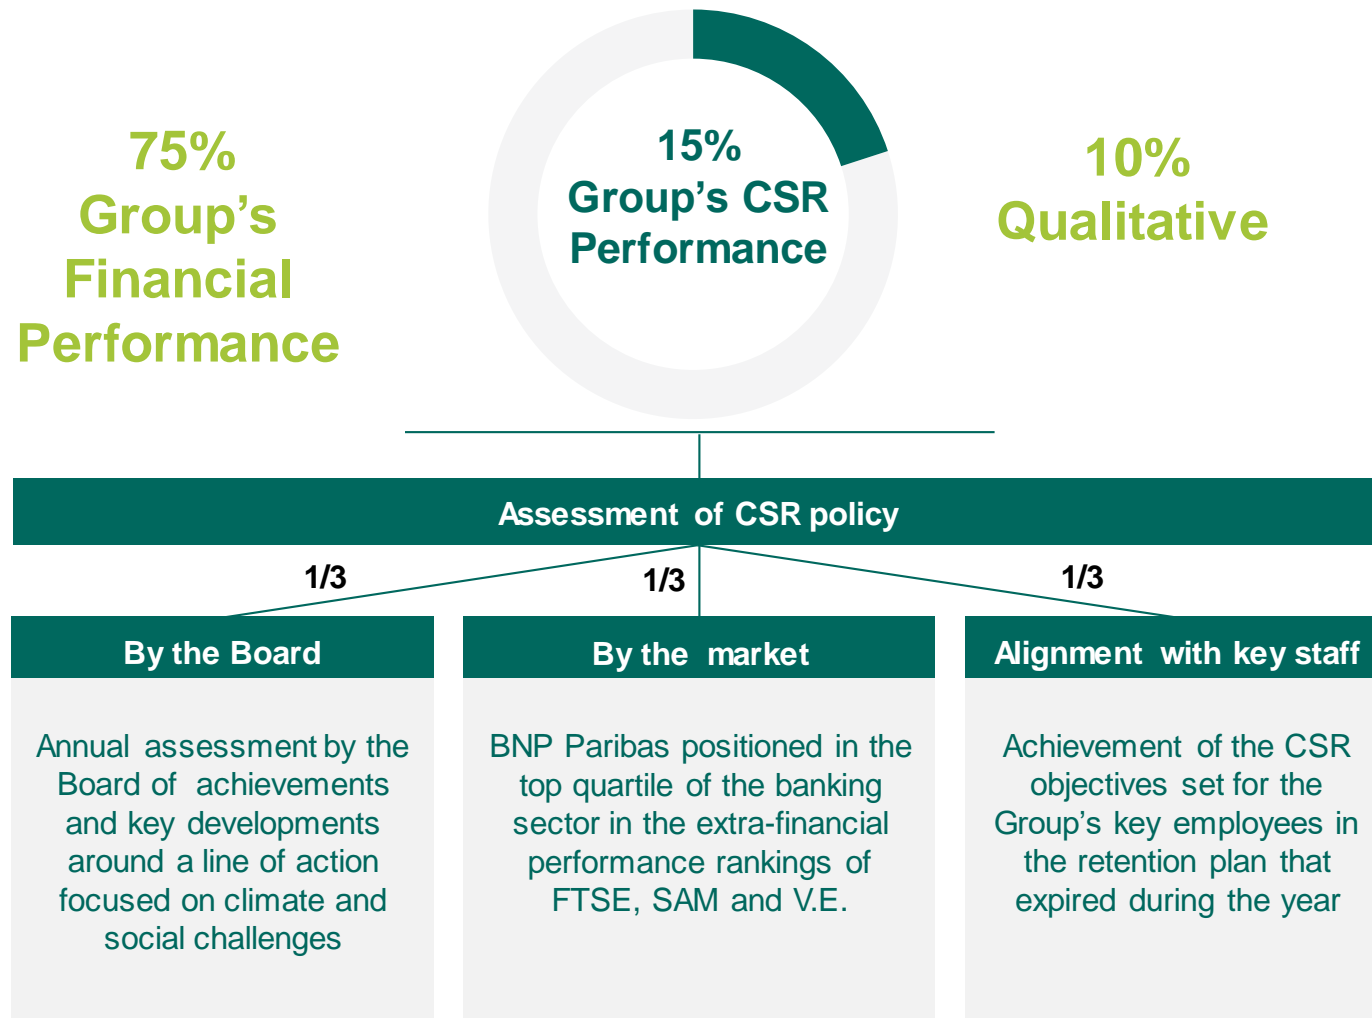 75%
Group's
Financial
Performance
15%
Group's CSR
Performance
10%
Qualitative
Assessment of CSR policy
1/3
1/3
1/3
By the Board
Annual assessment by the
Board of achievements
and key developments
around a line of action
focused on climate and
social challenges
By the market
BNP Paribas positioned in the
top quartile of the banking
sector in the extra-financial
performance rankings of
FTSE, SAM and V.E.
Alignment with key staff
Achievement of the CSR
objectives set for the
Group's key employees in
the retention plan that
expired during the year